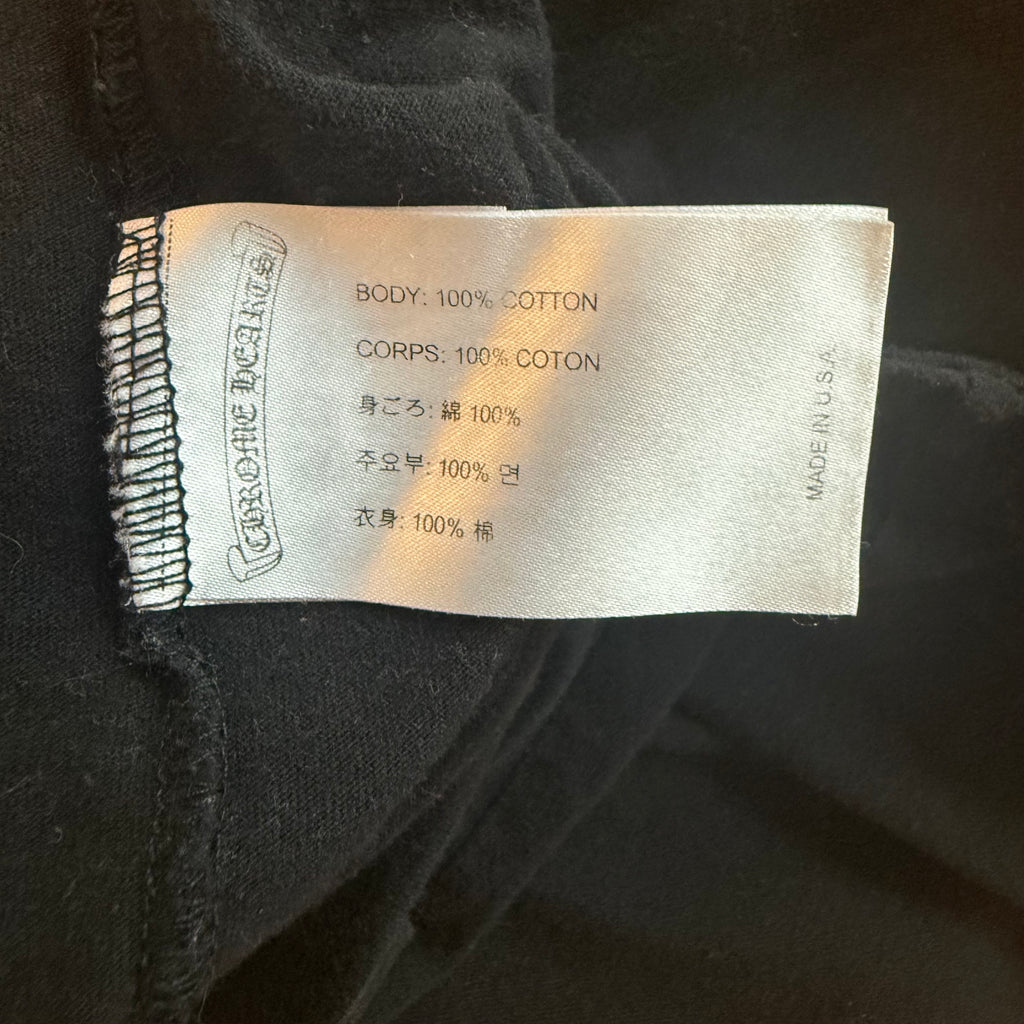 CHROME HEARTS
BODY: 100% COTTON
CORPS: 100% COTON
身ごろ: 綿 100%
주요부: 100% 면
衣身: 100% 棉
MADE IN U.S.A.